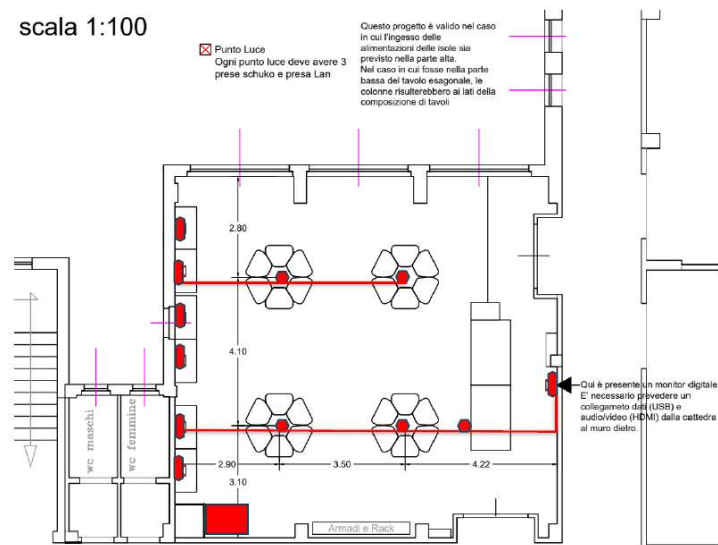 scala 1:100
Punto Luce
Ogni punto luce deve avere 3
prese schuko e presa Lan
Questo progetto è valido nel caso
in cui l'ingesso delle
alimentazioni delle isole sia
previsto nella parte alta.
Nel caso in cui fosse nella parte
bassa del tavolo esagonale, le
colonne risulterebbero ai lati della
composizione di tavoli
2.80
4.10
Qui è presente un monitor digitale
E' necessario prevedere un
collegameto dati (USB) e
audio/video (HDMI) dalla cattedra
al muro dietro.
wc maschi
wc femmine
2.90
3.50
4.22
3.10
Armadi e Rack